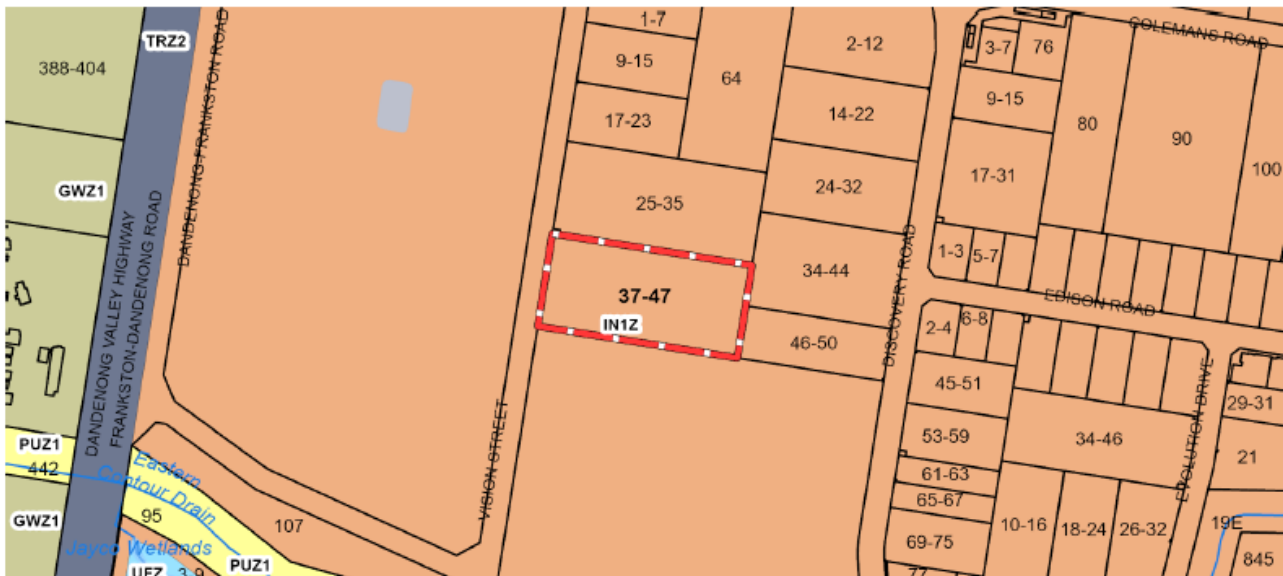 TRZ2
388-404
GWZ1
DANDENONG-FRANKSTON ROAD
DANDENONG VALLEY HIGHWAY
FRANKSTON-DANDENONG ROAD
PUZ1
442
GWZ1
Eastern
Contour Drain
95
Jayco Wetlands
UFZ
3-9
PUZ1
107
VISION STREET
1-7
9-15
17-23
64
25-35
37-47
IN1Z
2-12
14-22
24-32
34-44
46-50
DISCOVERY ROAD
COLEMANS ROAD
3-7
76
9-15
17-31
80
90
100
1-3
5-7
EDISON ROAD
2-4
6-8
45-51
53-59
61-63
65-67
69-75
77
34-46
10-16
18-24
26-32
EVOLUTION DRIVE
29-31
21
19E
845